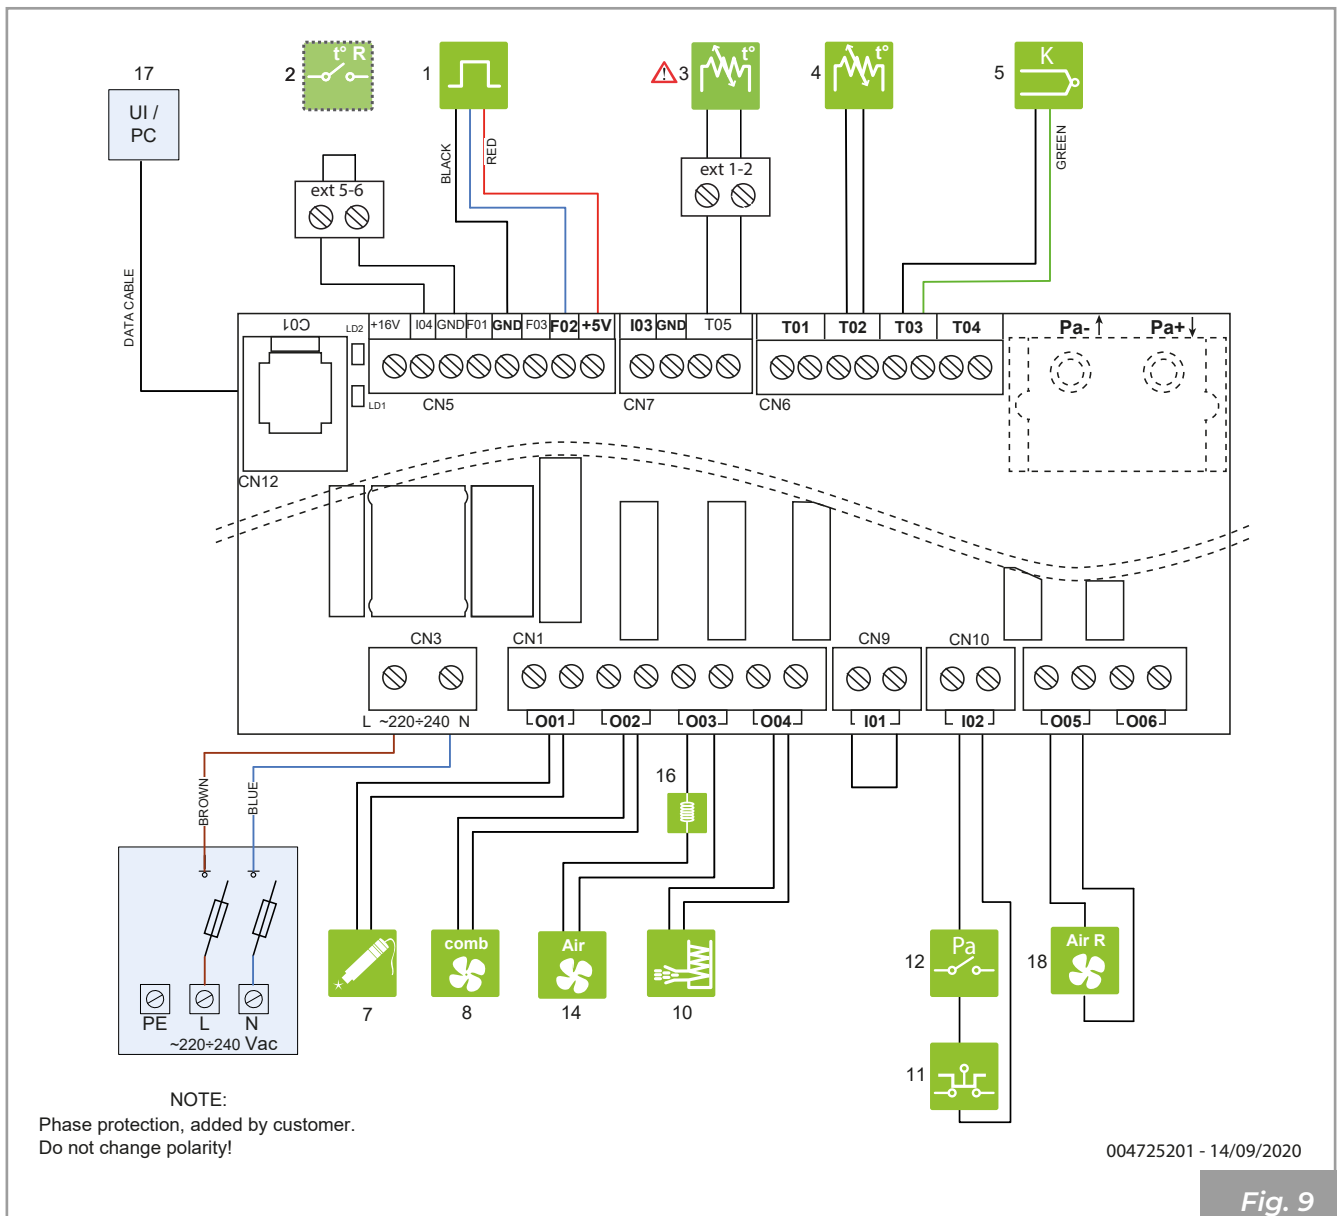 17
UI /
PC
2
t° R
1
3
t°
4
t°
5
K
BLACK
RED
GREEN
DATA CABLE
ext 5-6
ext 1-2
C01
LD2
LD1
+16V I04 GND F01 GND F03 F02 +5V
I03 GND T05
T01 T02 T03 T04
Pa- Pa+
CN5
CN7
CN6
CN12
CN3
CN1
CN9
CN10
L ~220÷240 N
O01 O02 O03 O04
I01
I02
O05 O06
BROWN
BLUE
16
comb
Air
Pa
12
Air R
18
11
7
8
14
10
PE L N
~220÷240 Vac
NOTE:
Phase protection, added by customer.
Do not change polarity!
004725201 - 14/09/2020
Fig. 9